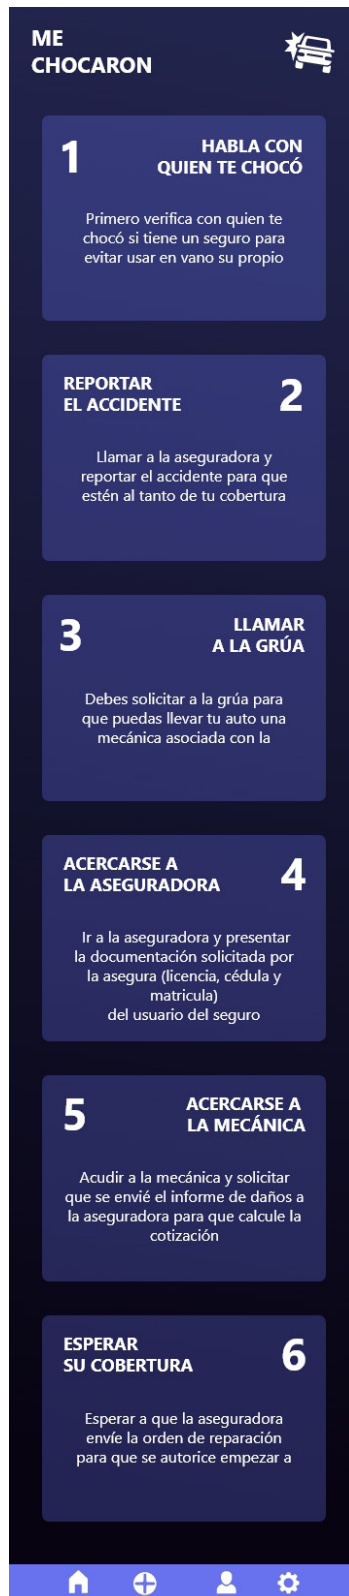 ME
CHOCARON
1
HABLA CON
QUIEN TE CHOCÓ
Primero verifica con quien te
chocó si tiene un seguro para
evitar usar en vano su propio
REPORTAR
EL ACCIDENTE
2
Llamar a la aseguradora y
reportar el accidente para que
estén al tanto de tu cobertura
3
LLAMAR
A LA GRÚA
Debes solicitar a la grúa para
que puedas llevar tu auto una
mecánica asociada con la
ACERCARSE A
LA ASEGURADORA
4
Ir a la aseguradora y presentar
la documentación solicitada por
la asegura (licencia, cédula y
matricula)
del usuario del seguro
5
ACERCARSE A
LA MECÁNICA
Acudir a la mecánica y solicitar
que se envié el informe de daños a
la aseguradora para que calcule la
cotización
ESPERAR
SU COBERTURA
6
Esperar a que la aseguradora
envíe la orden de reparación
para que se autorice empezar a